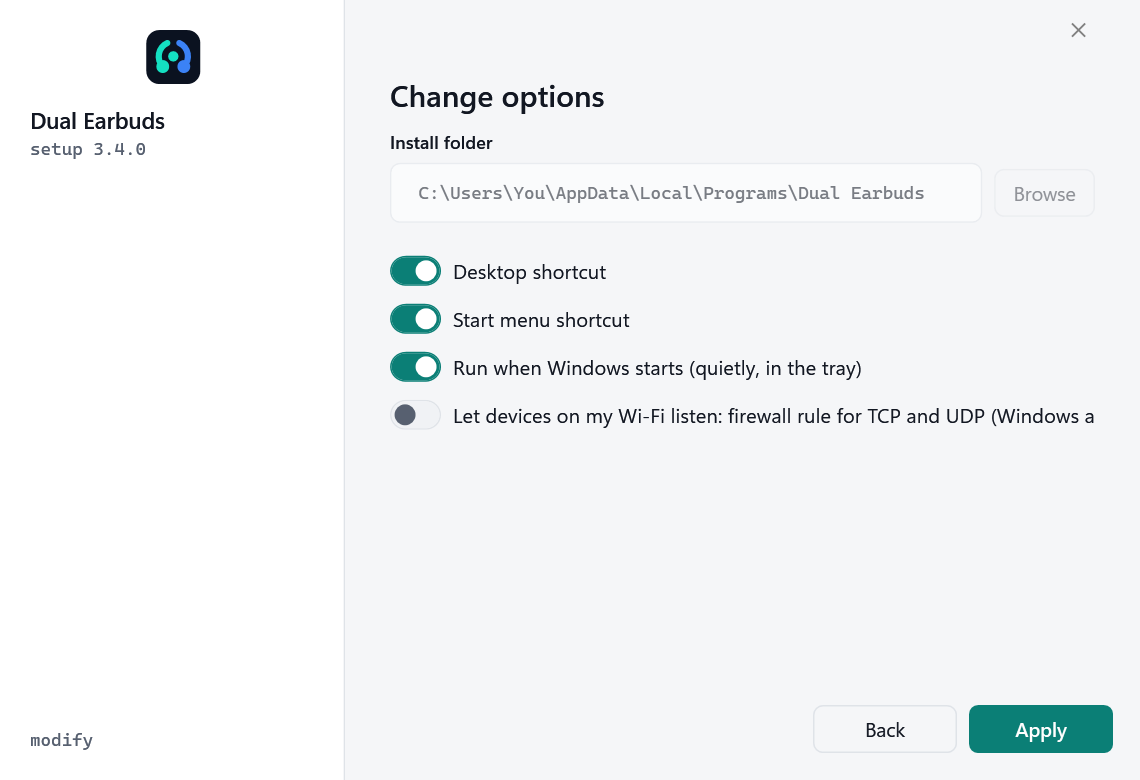 Dual Earbuds
setup 3.4.0
Change options
Install folder
C:\Users\You\AppData\Local\Programs\Dual Earbuds
Browse
Desktop shortcut
Start menu shortcut
Run when Windows starts (quietly, in the tray)
Let devices on my Wi-Fi listen: firewall rule for TCP and UDP (Windows a
modify
Back
Apply